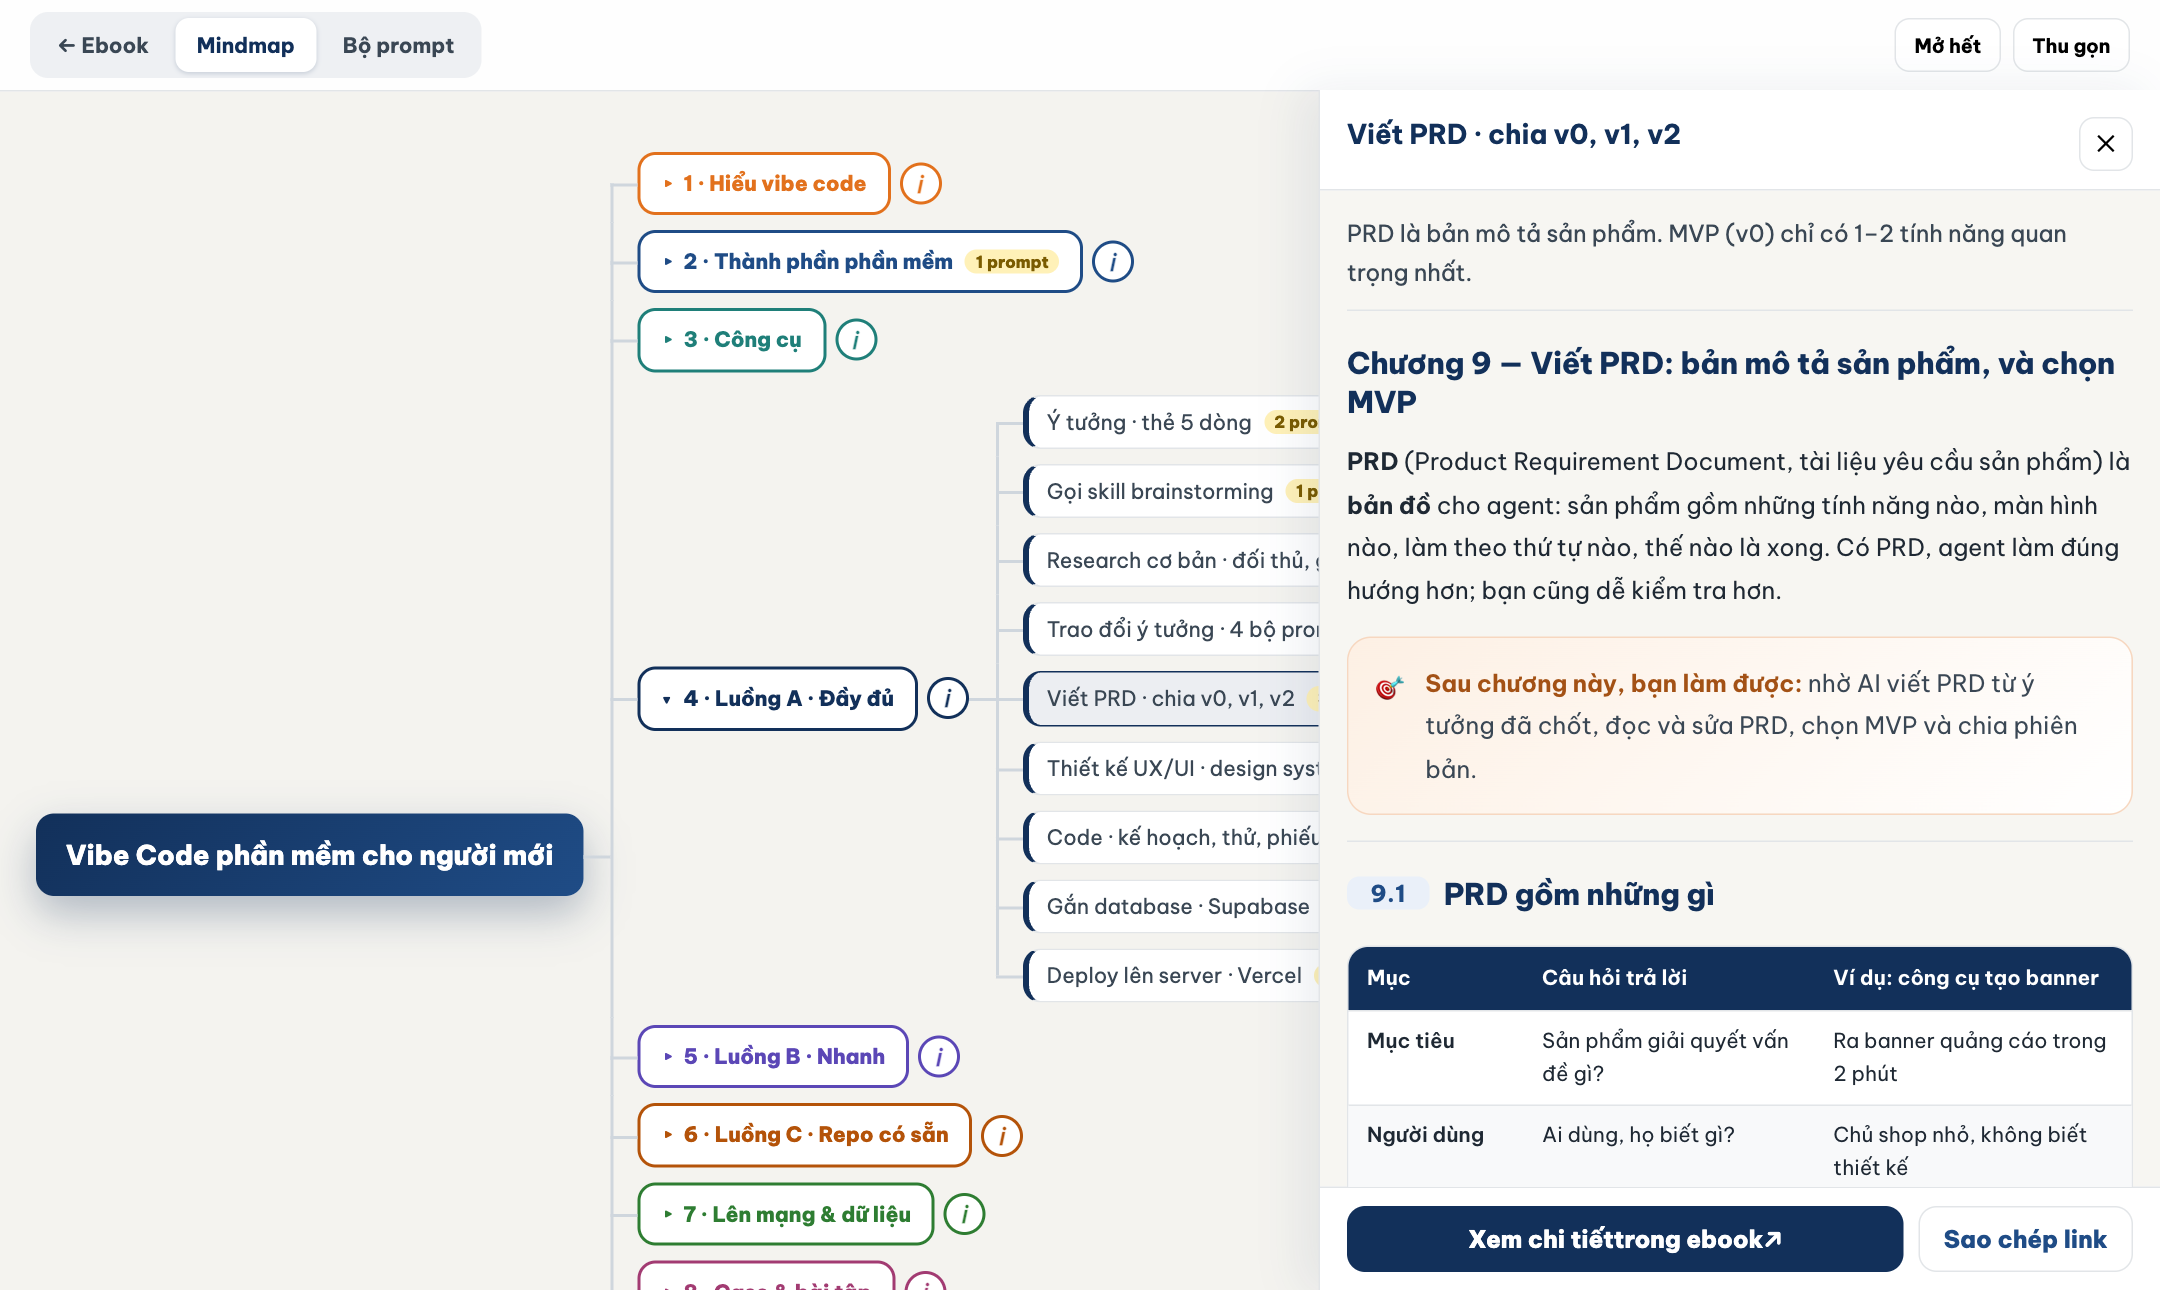 ← Ebook
Mindmap
Bộ prompt
Mở hết
Thu gọn
1 · Hiểu vibe code
i
2 · Thành phần phần mềm
1 prompt
i
3 · Công cụ
i
Ý tưởng · thẻ 5 dòng
2 pro
Gọi skill brainstorming
1 p
Research cơ bản · đối thủ,
Trao đổi ý tưởng · 4 bộ pro
4 · Luồng A · Đầy đủ
i
Viết PRD · chia v0, v1, v2
Thiết kế UX/UI · design syst
Code · kế hoạch, thử, phiếu
Gắn database · Supabase
Deploy lên server · Vercel
Vibe Code phần mềm cho người mới
5 · Luồng B · Nhanh
i
6 · Luồng C · Repo có sẵn
i
7 · Lên mạng & dữ liệu
i
8 · Case & bài tập
i
Viết PRD · chia v0, v1, v2
PRD là bản mô tả sản phẩm. MVP (v0) chỉ có 1–2 tính năng quan
trọng nhất.
Chương 9 — Viết PRD: bản mô tả sản phẩm, và chọn
MVP
PRD (Product Requirement Document, tài liệu yêu cầu sản phẩm) là
bản đồ cho agent: sản phẩm gồm những tính năng nào, màn hình
nào, làm theo thứ tự nào, thế nào là xong. Có PRD, agent làm đúng
hướng hơn; bạn cũng dễ kiểm tra hơn.
Sau chương này, bạn làm được: nhờ AI viết PRD từ ý
tưởng đã chốt, đọc và sửa PRD, chọn MVP và chia phiên
bản.
9.1 PRD gồm những gì
Mục
Câu hỏi trả lời
Ví dụ: công cụ tạo banner
Mục tiêu
Sản phẩm giải quyết vấn
đề gì?
Ra banner quảng cáo trong
2 phút
Người dùng
Ai dùng, họ biết gì?
Chủ shop nhỏ, không biết
thiết kế
Xem chi tiếttrong ebook↗
Sao chép link